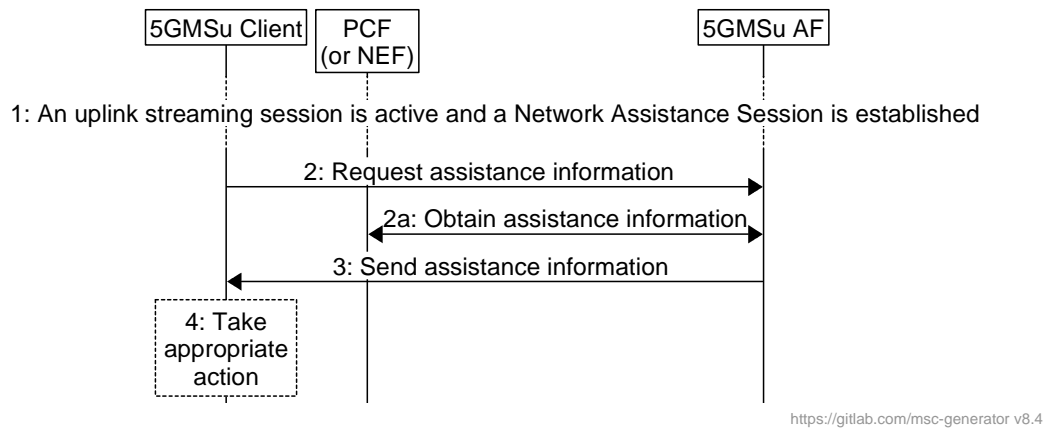 5GMSu Client
PCF
(or NEF)
5GMSu AF
1: An uplink streaming session is active and a Network Assistance Session is established
2: Request assistance information
2a: Obtain assistance information
3: Send assistance information
4: Take
appropriate
action
https://gitlab.com/msc-generator v8.4